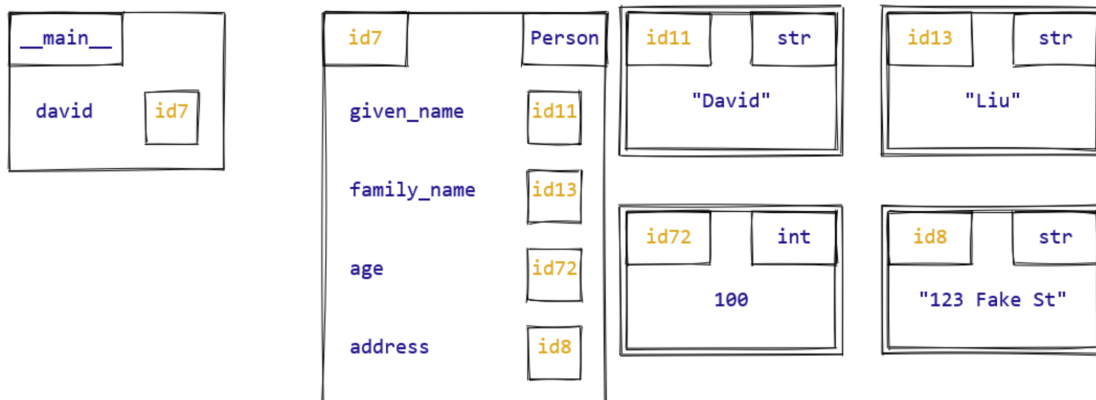 __main__
david id7
id7 Person
given_name id11
family_name id13
age id72
address id8
id11 str
"David"
id13 str
"Liu"
id72 int
100
id8 str
"123 Fake St"